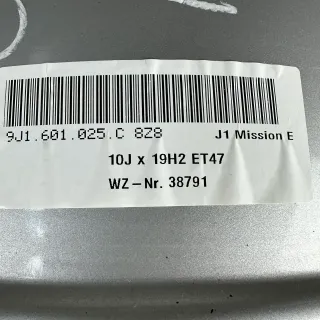 9J1.601.025.C 8Z8 J1 Mission E
10J x 19H2 ET47
WZ-Nr. 38791